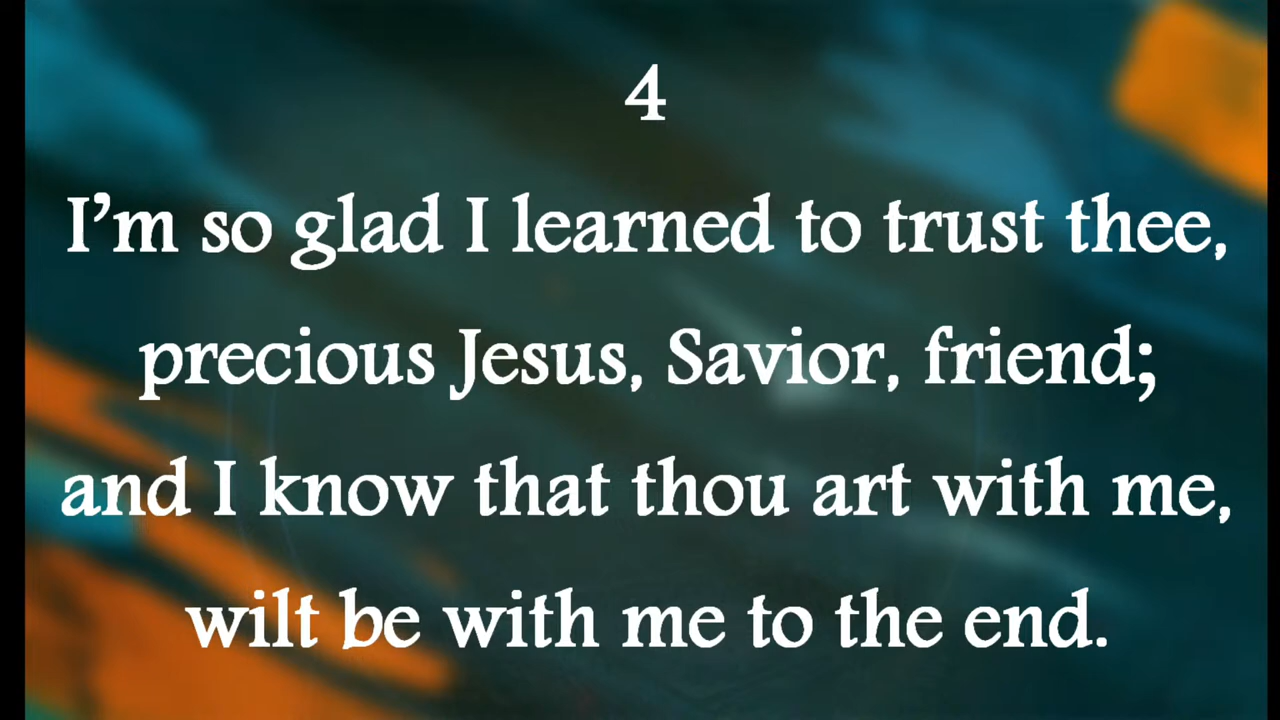 4
I’m so glad I learned to trust thee,
precious Jesus, Savior, friend;
and I know that thou art with me,
wilt be with me to the end.